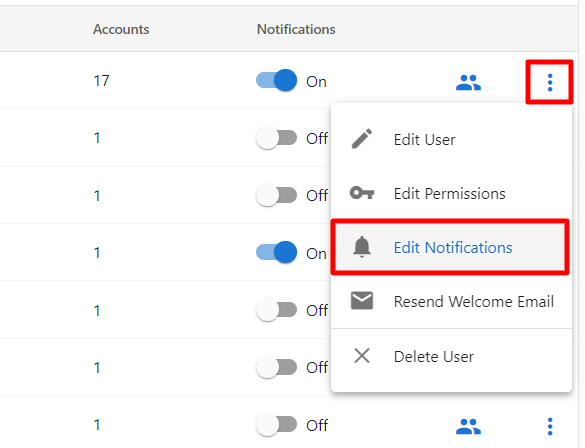 Accounts Notifications
17 On
1 Off
Edit User
1 Off
Edit Permissions
1 On
Edit Notifications
1 Off
Resend Welcome Email
1 Off
Delete User
1 Off